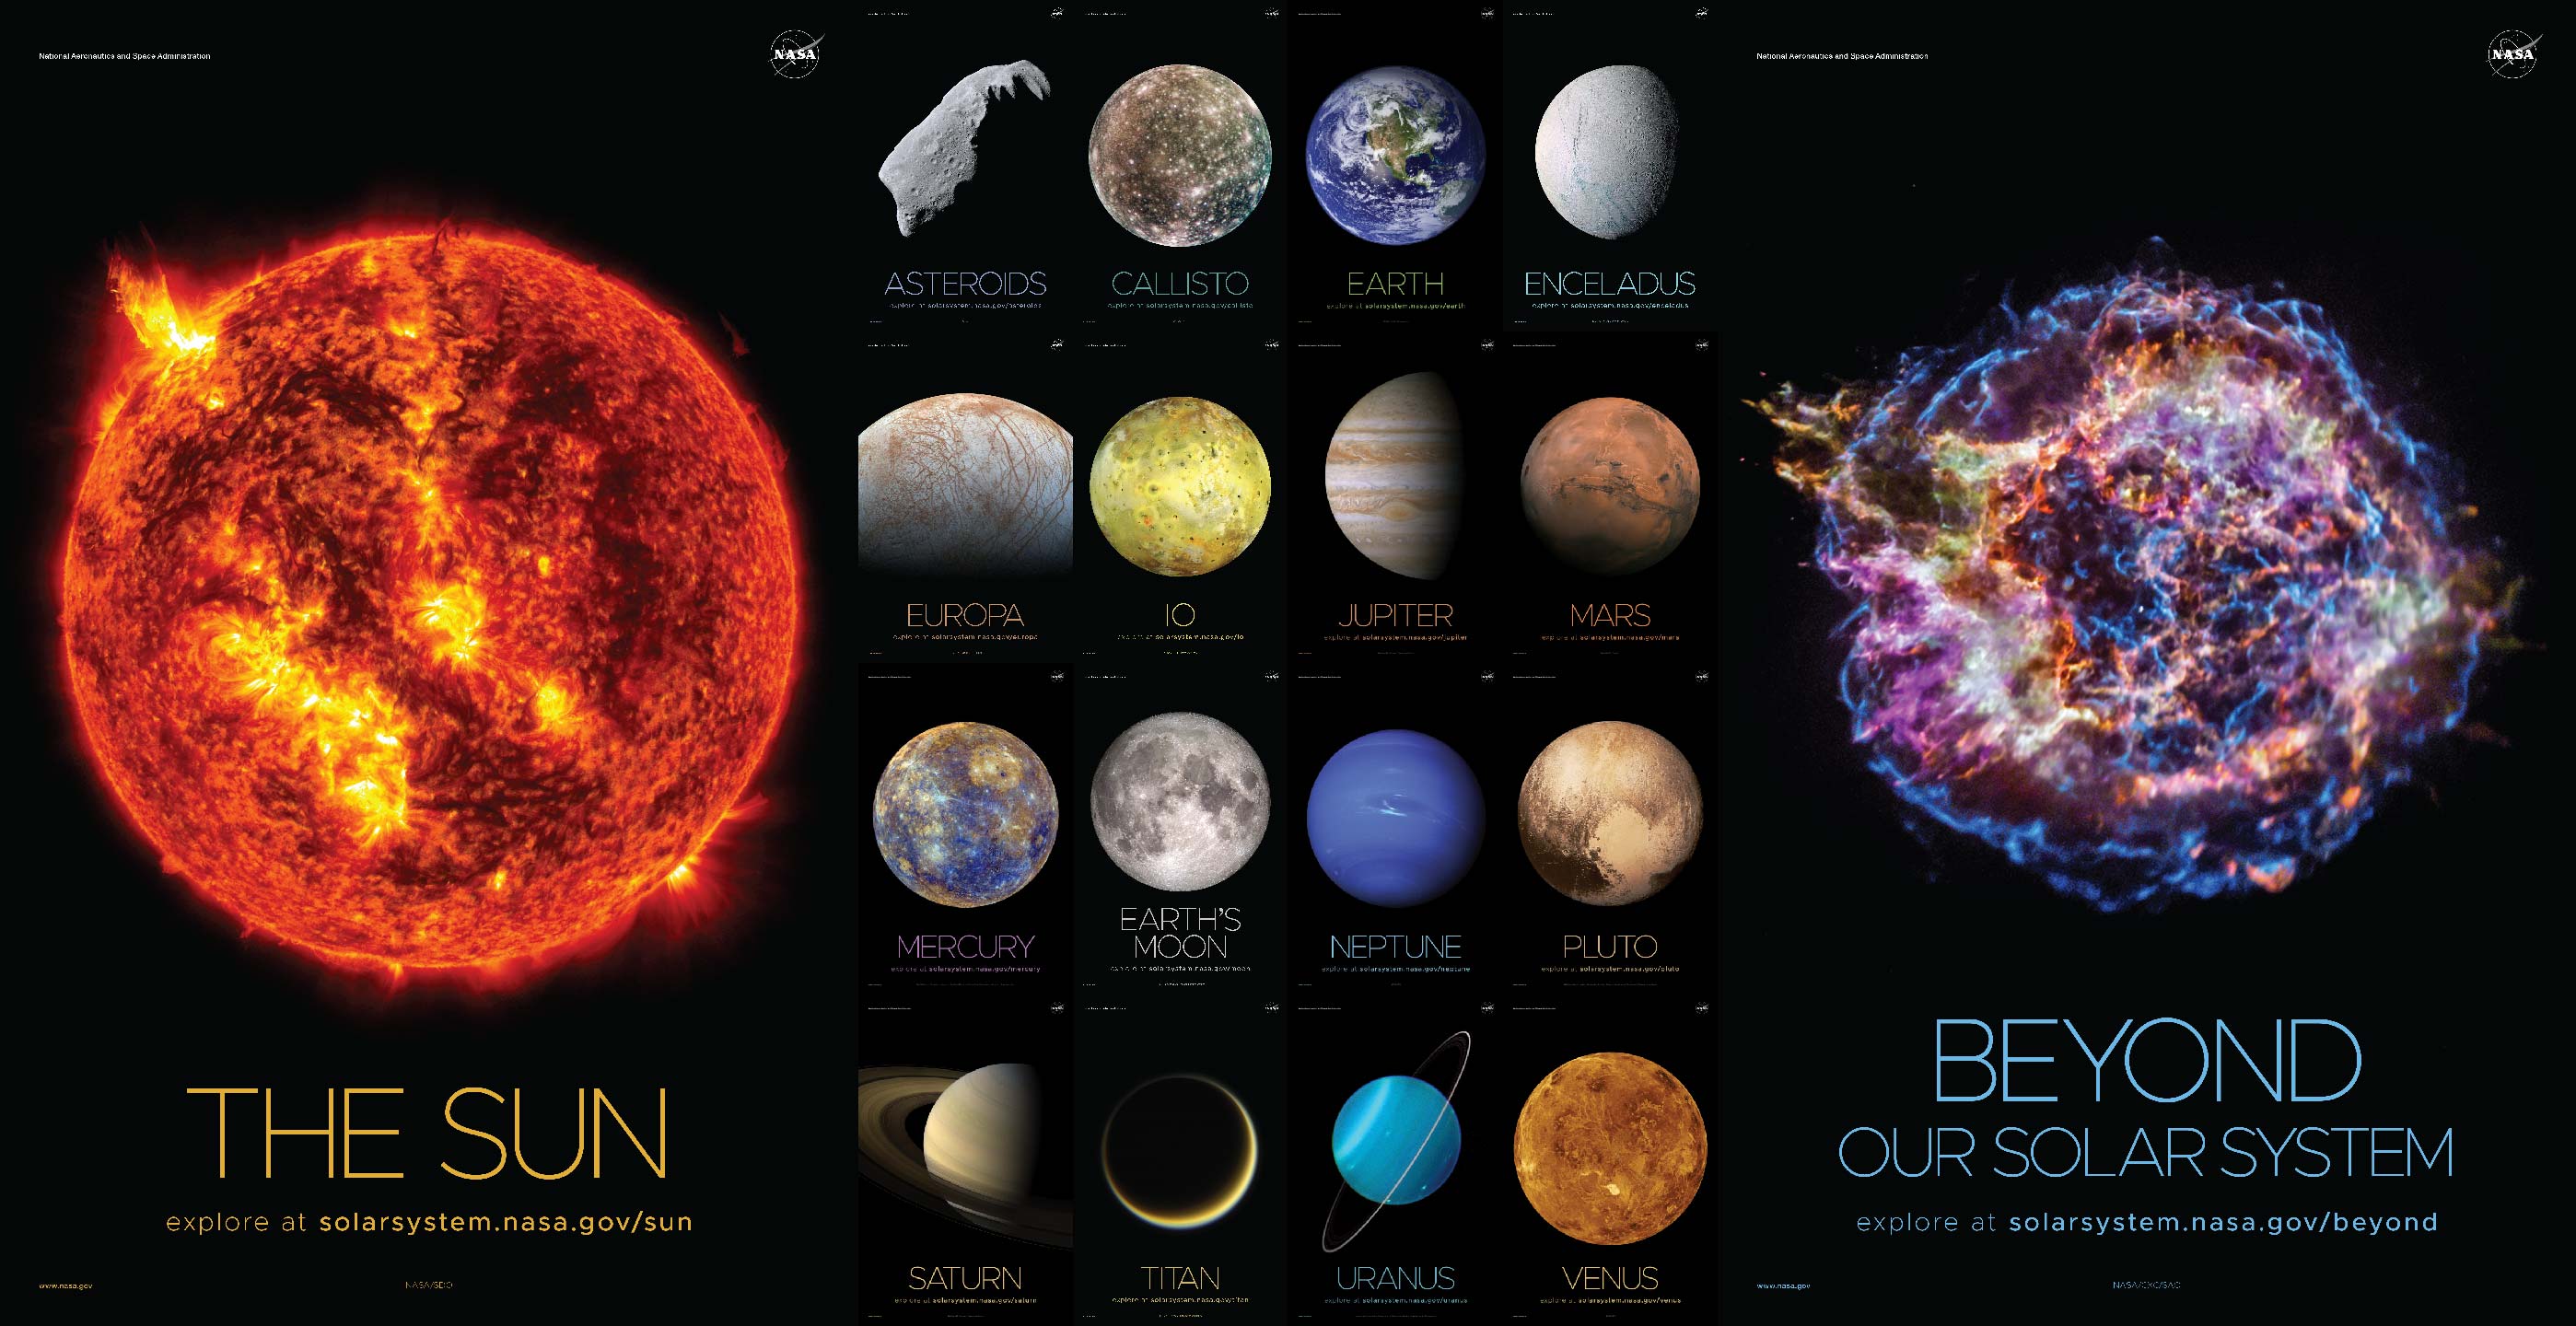 National Aeronautics and Space Administration
NASA
THE SUN
explore at solarsystem.nasa.gov/sun
www.nasa.gov
NASA/SDO
ASTEROIDS
explore at solarsystem.nasa.gov/asteroids
CALLISTO
explore at solarsystem.nasa.gov/callisto
EARTH
explore at solarsystem.nasa.gov/earth
ENCELADUS
explore at solarsystem.nasa.gov/enceladus
EUROPA
explore at solarsystem.nasa.gov/europa
IO
explore at solarsystem.nasa.gov/io
JUPITER
explore at solarsystem.nasa.gov/jupiter
MARS
explore at solarsystem.nasa.gov/mars
MERCURY
explore at solarsystem.nasa.gov/mercury
EARTH'S
MOON
explore at solarsystem.nasa.gov/moon
NEPTUNE
explore at solarsystem.nasa.gov/neptune
PLUTO
explore at solarsystem.nasa.gov/pluto
SATURN
explore at solarsystem.nasa.gov/saturn
TITAN
explore at solarsystem.nasa.gov/titan
URANUS
explore at solarsystem.nasa.gov/uranus
VENUS
explore at solarsystem.nasa.gov/venus
National Aeronautics and Space Administration
NASA
BEYOND
OUR SOLAR SYSTEM
explore at solarsystem.nasa.gov/beyond
www.nasa.gov
NASA/CXC/SAO